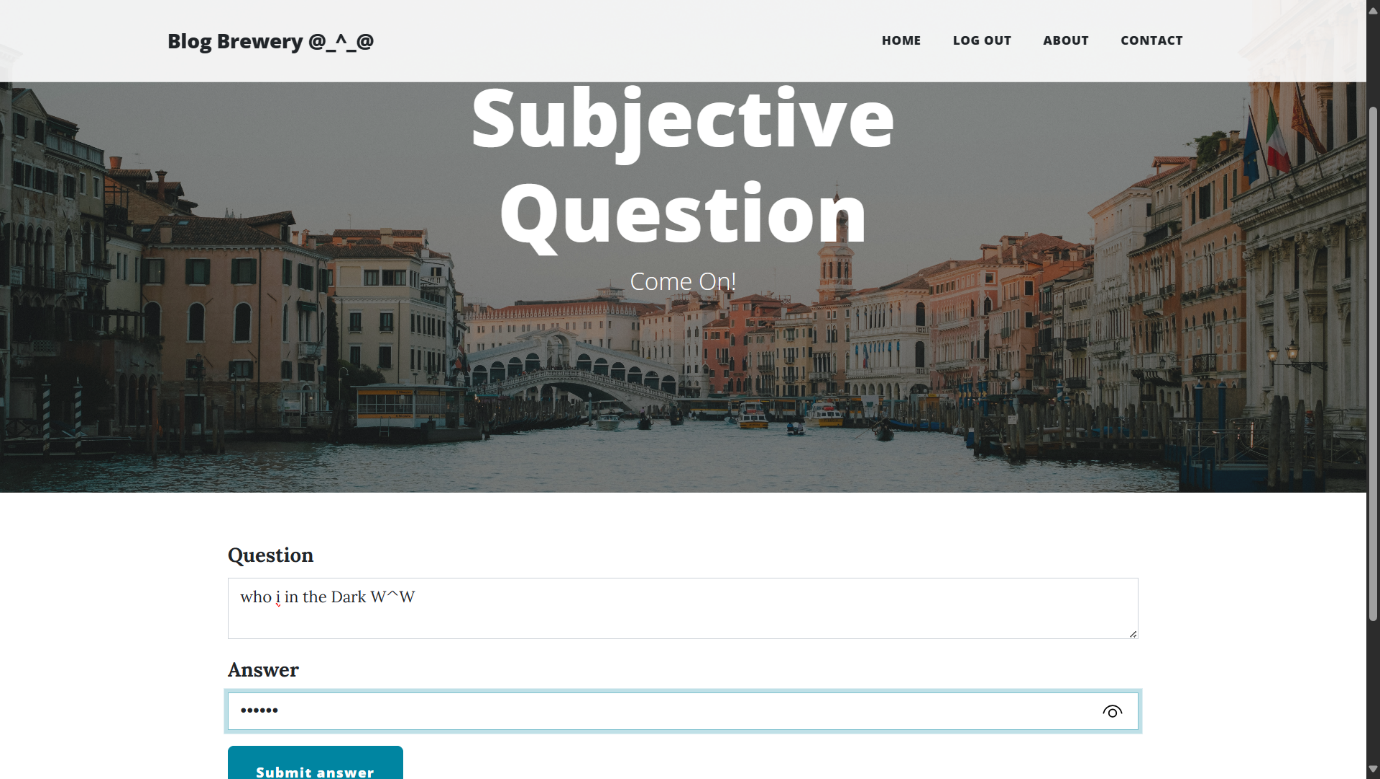 Blog Brewery @_^_@
HOME LOG OUT ABOUT CONTACT
Subjective
Question
Come On!
Question
who i in the Dark W^W
Answer
••••••
Submit answer